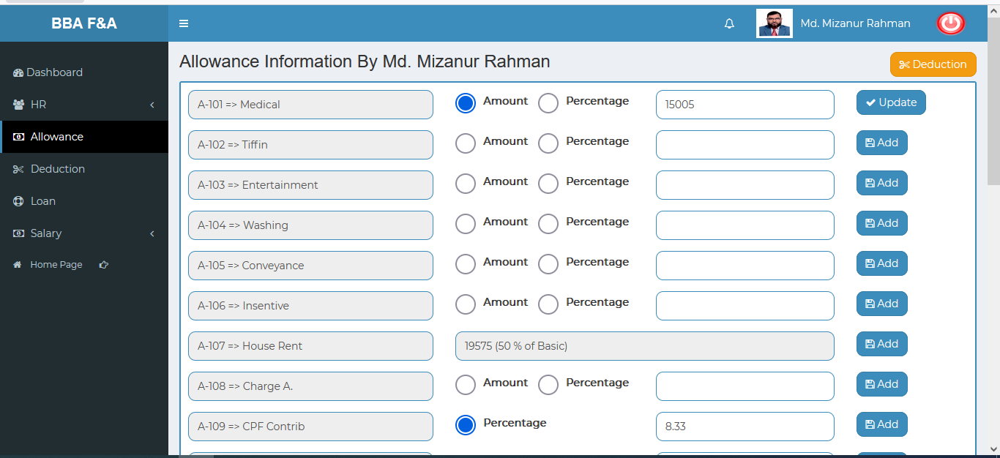 BBA F&A
Md. Mizanur Rahman
Dashboard
HR
Allowance
Deduction
Loan
Salary
Home Page
Allowance Information By Md. Mizanur Rahman
Deduction
A-101 => Medical Amount Percentage 15005 Update
A-102 => Tiffin Amount Percentage Add
A-103 => Entertainment Amount Percentage Add
A-104 => Washing Amount Percentage Add
A-105 => Conveyance Amount Percentage Add
A-106 => Insentive Amount Percentage Add
A-107 => House Rent 19575 (50 % of Basic) Add
A-108 => Charge A. Amount Percentage Add
A-109 => CPF Contrib Percentage 8.33 Add